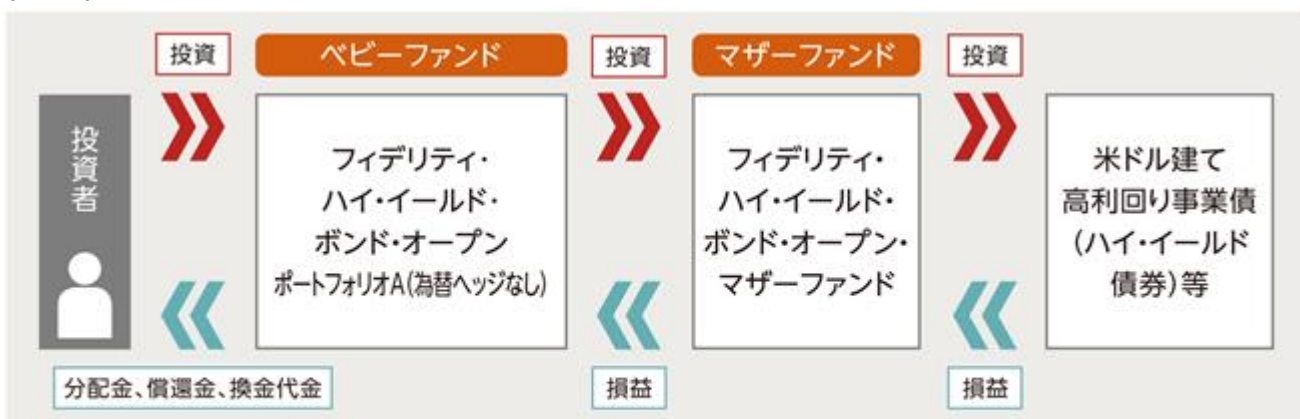 投資
ベビーファンド
投資
マザーファンド
投資
投資者
フィデリティ・
ハイ・イールド・
ボンド・オープン
ポートフォリオA(為替ヘッジなし)
フィデリティ・
ハイ・イールド・
ボンド・オープン・
マザーファンド
米ドル建て
高利回り事業債
(ハイ・イールド
債券)等
分配金、償還金、換金代金
損益
損益